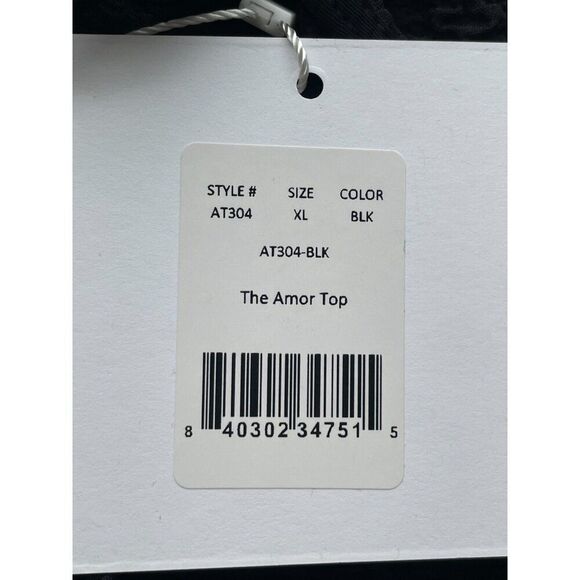 STYLE # SIZE COLOR
AT304 XL BLK
AT304-BLK
The Amor Top
8 40302 34751 5